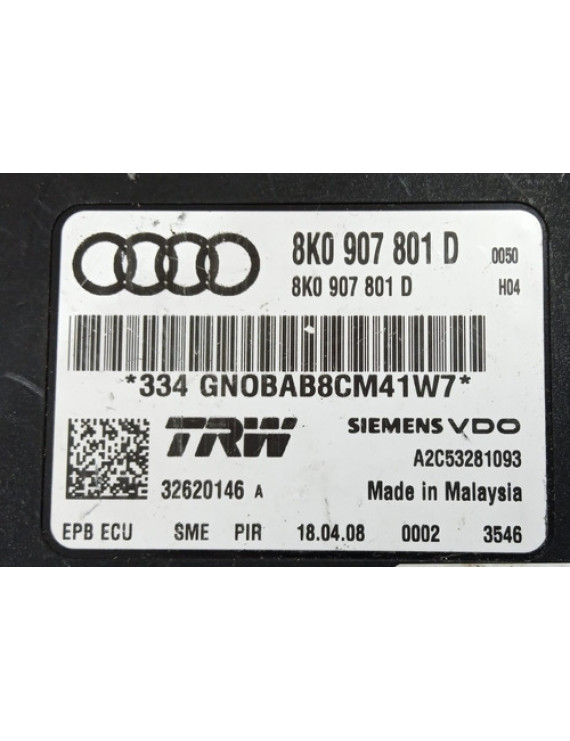 8K0 907 801 D 0050
8K0 907 801 D H04
*334 GN0BAB8CM41W7*
TRW SIEMENS VDO
A2C53281093
32620146 A Made in Malaysia
EPB ECU SME PIR 18.04.08 0002 3546